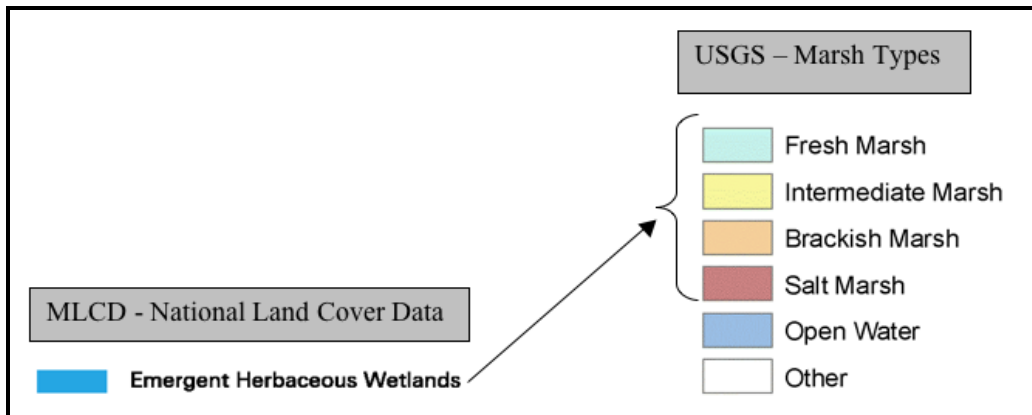 USGS – Marsh Types
Fresh Marsh
Intermediate Marsh
Brackish Marsh
Salt Marsh
Open Water
Other
MLCD - National Land Cover Data
Emergent Herbaceous Wetlands